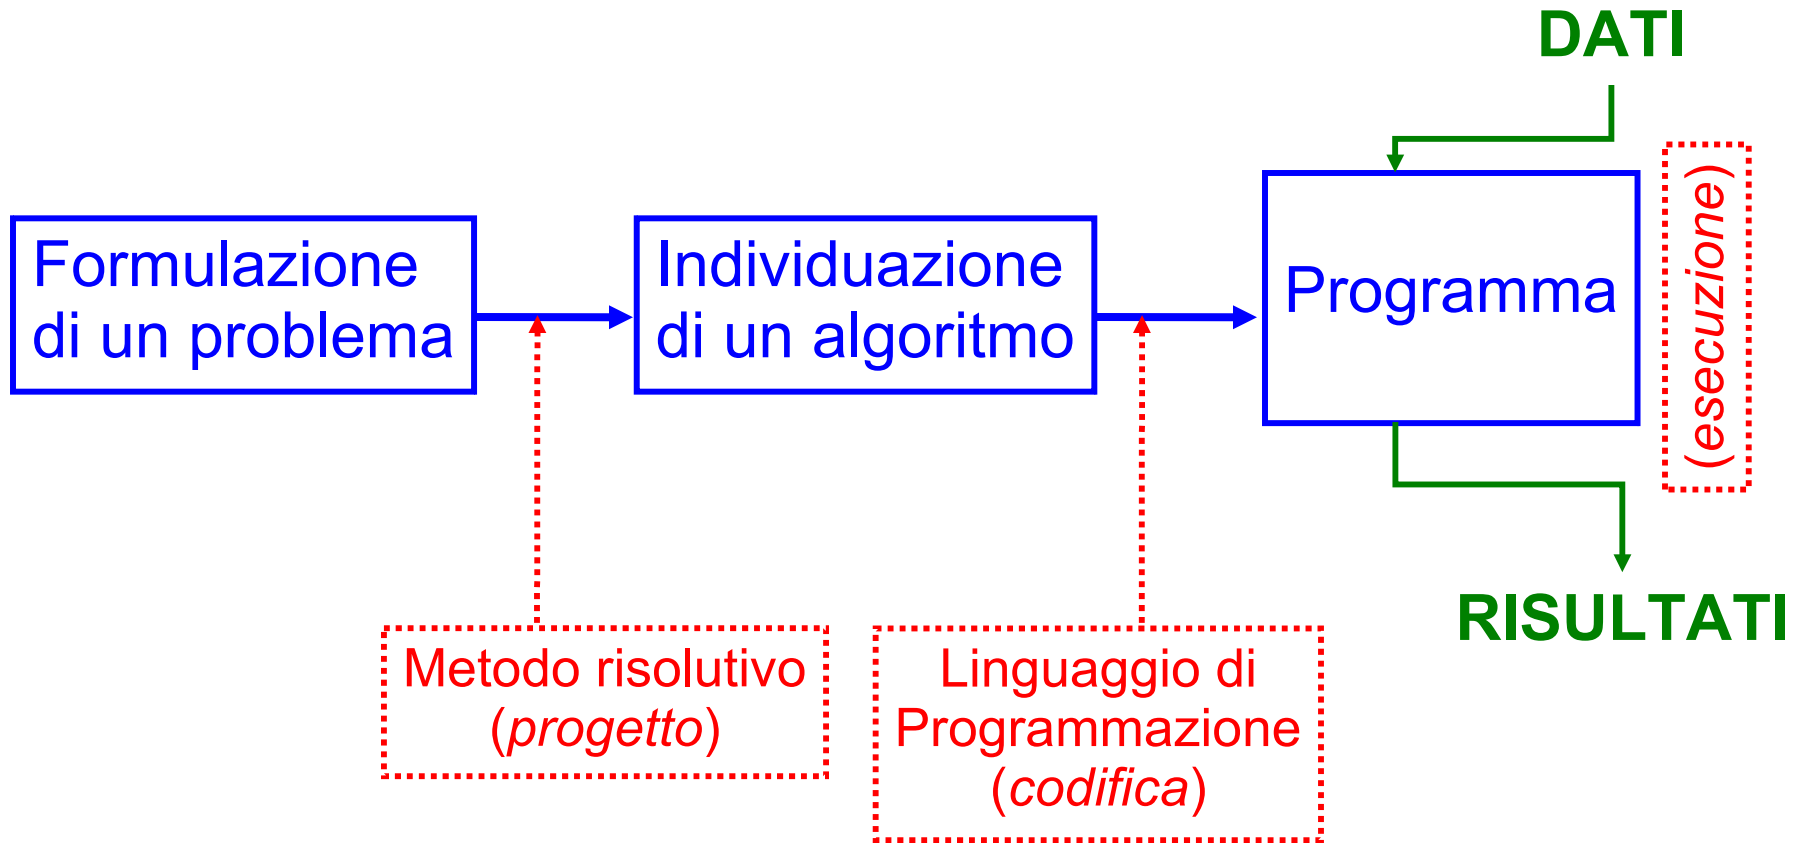 DATI
Formulazione
di un problema
Individuazione
di un algoritmo
Programma
(esecuzione)
RISULTATI
Metodo risolutivo
(progetto)
Linguaggio di
Programmazione
(codifica)